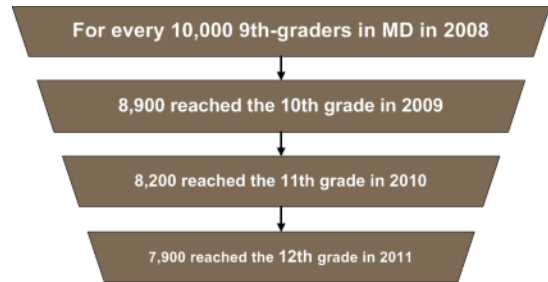 For every 10,000 9th-graders in MD in 2008
8,900 reached the 10th grade in 2009
8,200 reached the 11th grade in 2010
7,900 reached the 12th grade in 2011